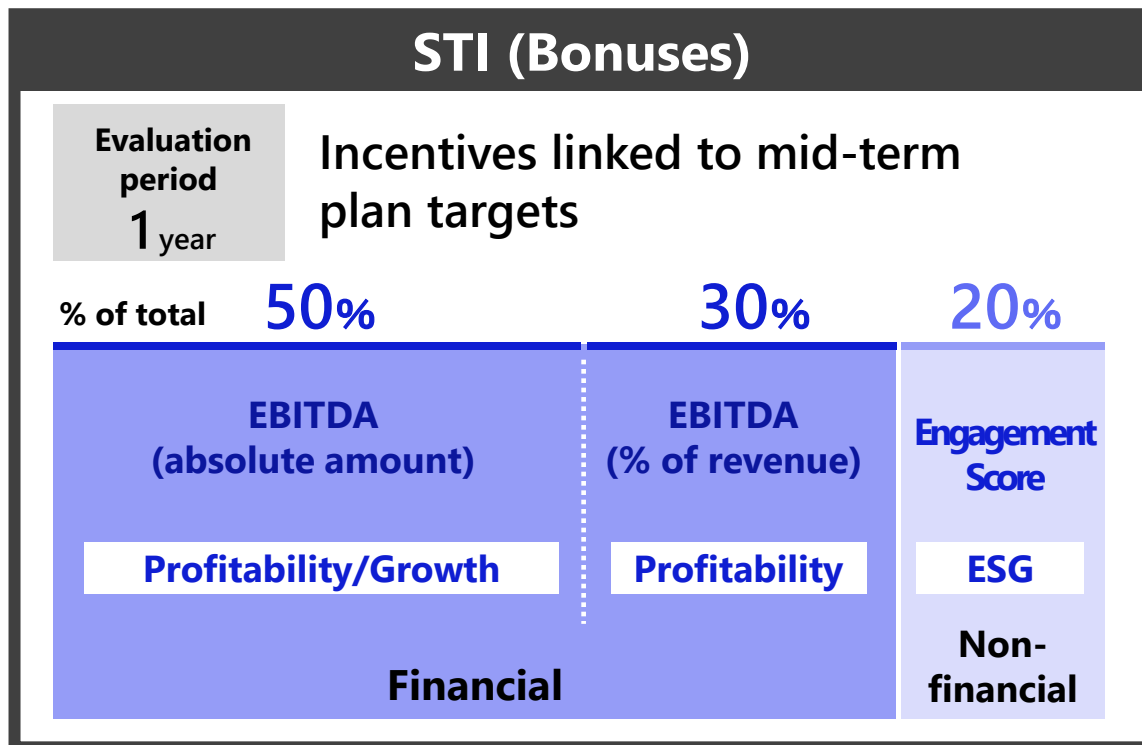 STI (Bonuses)
Evaluation
period
1 year
Incentives linked to mid-term
plan targets
% of total 50% 30% 20%
EBITDA
(absolute amount)
EBITDA
(% of revenue)
Engagement
Score
Profitability/Growth
Profitability
ESG
Financial
Non-
financial